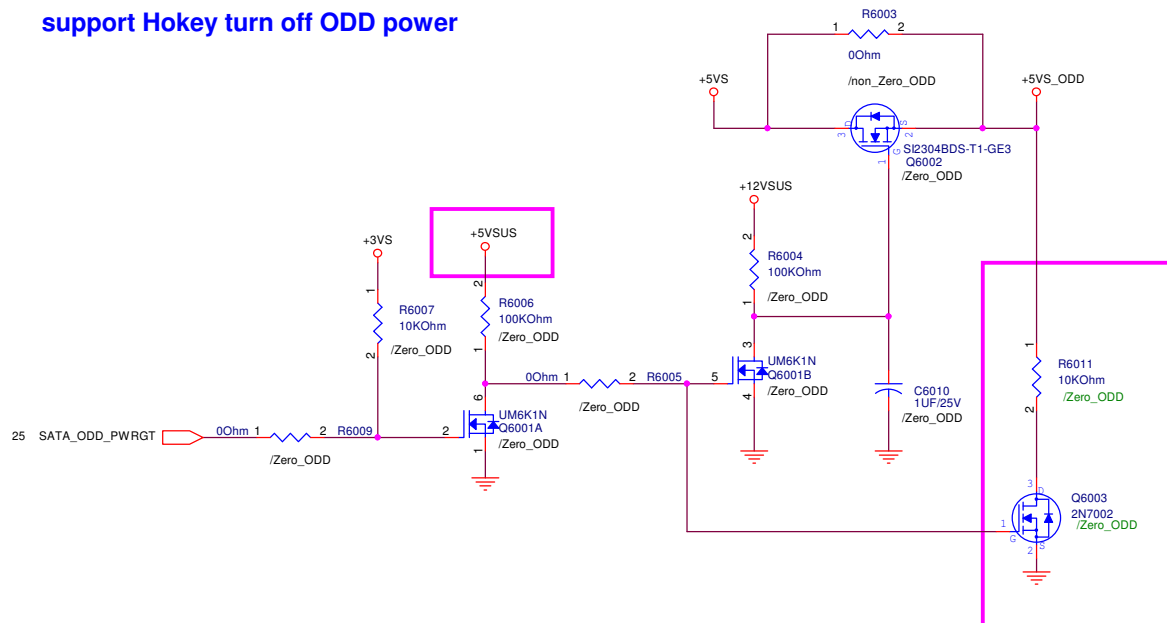 support Hokey turn off ODD power
R6003
1 2
0Ohm
/non_Zero_ODD
+5VS
+5VS_ODD
3 D S 2
G
1
SI2304BDS-T1-GE3
Q6002
/Zero_ODD
+12VSUS
2
R6004
100KOhm
1
/Zero_ODD
+5VSUS
+3VS
2
R6006
100KOhm
/Zero_ODD
1
1
R6007
10KOhm
2
/Zero_ODD
3
UM6K1N
Q6001B
5
4
/Zero_ODD
0Ohm 1 2 R6005
/Zero_ODD
C6010
1UF/25V
/Zero_ODD
1
R6011
10KOhm
/Zero_ODD
2
6
UM6K1N
Q6001A
2
1
/Zero_ODD
25 SATA_ODD_PWRGT
0Ohm 1 2 R6009
/Zero_ODD
3 D
Q6003
2N7002
/Zero_ODD
1
G
2 S